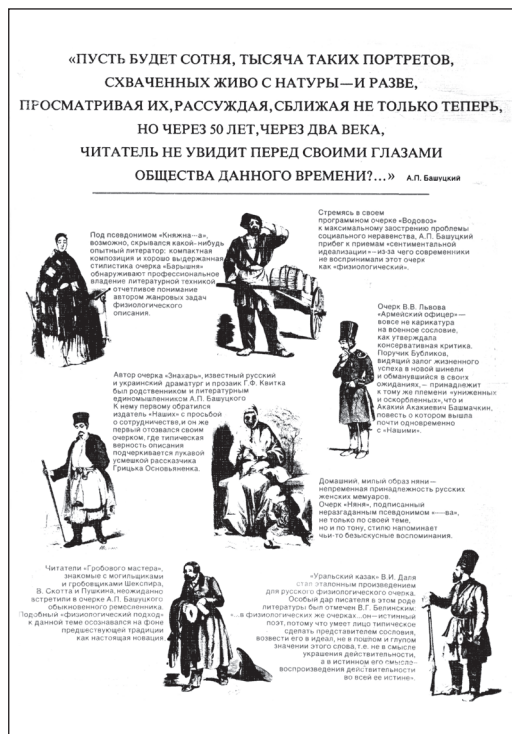 «ПУСТЬ БУДЕТ СОТНЯ, ТЫСЯЧА ТАКИХ ПОРТРЕТОВ,
СХВАЧЕННЫХ ЖИВО С НАТУРЫ—И РАЗВЕ,
ПРОСМАТРИВАЯ ИХ, РАССУЖДАЯ, СБЛИЖАЯ НЕ ТОЛЬКО ТЕПЕРЬ,
НО ЧЕРЕЗ 50 ЛЕТ, ЧЕРЕЗ ДВА ВЕКА,
ЧИТАТЕЛЬ НЕ УВИДИТ ПЕРЕД СВОИМИ ГЛАЗАМИ
ОБЩЕСТВА ДАННОГО ВРЕМЕНИ?...» А.П. Башуцкий
Под псевдонимом «Княжна—а»,
возможно, скрывался какой-нибудь
опытный литератор: компактная
композиция и хорошо выдержанная
стилистика очерка «Барышня»
обнаруживают профессиональное
владение литературной техникой
отчетливое понимание
автором жанровых задач
физиологического
описания.
Стремясь в своем
программном очерке «Водовоз»
к максимальному заострению проблемы
социального неравенства, А.П. Башуцкий
прибег к приемам «сентиментальной
идеализации»—из-за чего современники
не воспринимали этот очерк
как «физиологический».
Очерк В.В. Львова
«Армейский офицер»—
вовсе не карикатура
на военное сословие,
как утверждала
консервативная критика.
Поручик Бубликов,
видящий залог жизненного
успеха в новой шинели
и обманувшийся в своих
ожиданиях,— принадлежит
к тому же племени «униженных
и оскорбленных», что и
Акакий Акакиевич Башмачкин,
повесть о котором вышла
почти одновременно
с «Нашими».
Автор очерка «Знахарь», известный русский
и украинский драматург и прозаик Г.Ф. Квитка
был родственником и литературным
единомышленником А.П. Башуцкого
К нему первому обратился
издатель «Наших» с просьбой
о сотрудничестве, и он же
первый отозвался своим
очерком, где типическая
верность описания
подчеркивается лукавой
усмешкой рассказчика
Грицька Основьяненка.
Домашний, милый образ няни—
непременная принадлежность русских
женских мемуаров.
Очерк «Няня», подписанный
неразгаданным псевдонимом «—ва»,
не только по своей теме,
но и по тону, стилю напоминает
чьи-то безыскусные воспоминания.
Читатели «Гробового мастера»,
знакомые с могильщиками
и гробовщиками Шекспира,
В. Скотта и Пушкина, неожиданно
встретили в очерке А.П. Башуцкого
обыкновенного ремесленника.
Подобный «физиологический подход»
к данной теме осознавался на фоне
предшествующей традиции
как настоящая новация.
«Уральский казак» В.И. Даля
стал эталонным произведением
для русского физиологического очерка.
Особый дар писателя в этом роде
литературы был отмечен В.Г. Белинским:
«...в физиологических же очерках...он—истинный
поэт, потому что умеет лицо типическое
сделать представителем сословия,
возвести его в идеал, не в пошлом и глупом
значении этого слова, т.е. не в смысле
украшения действительности,
а в истинном его смысле—
воспроизведения действительности
во всей ее истине».